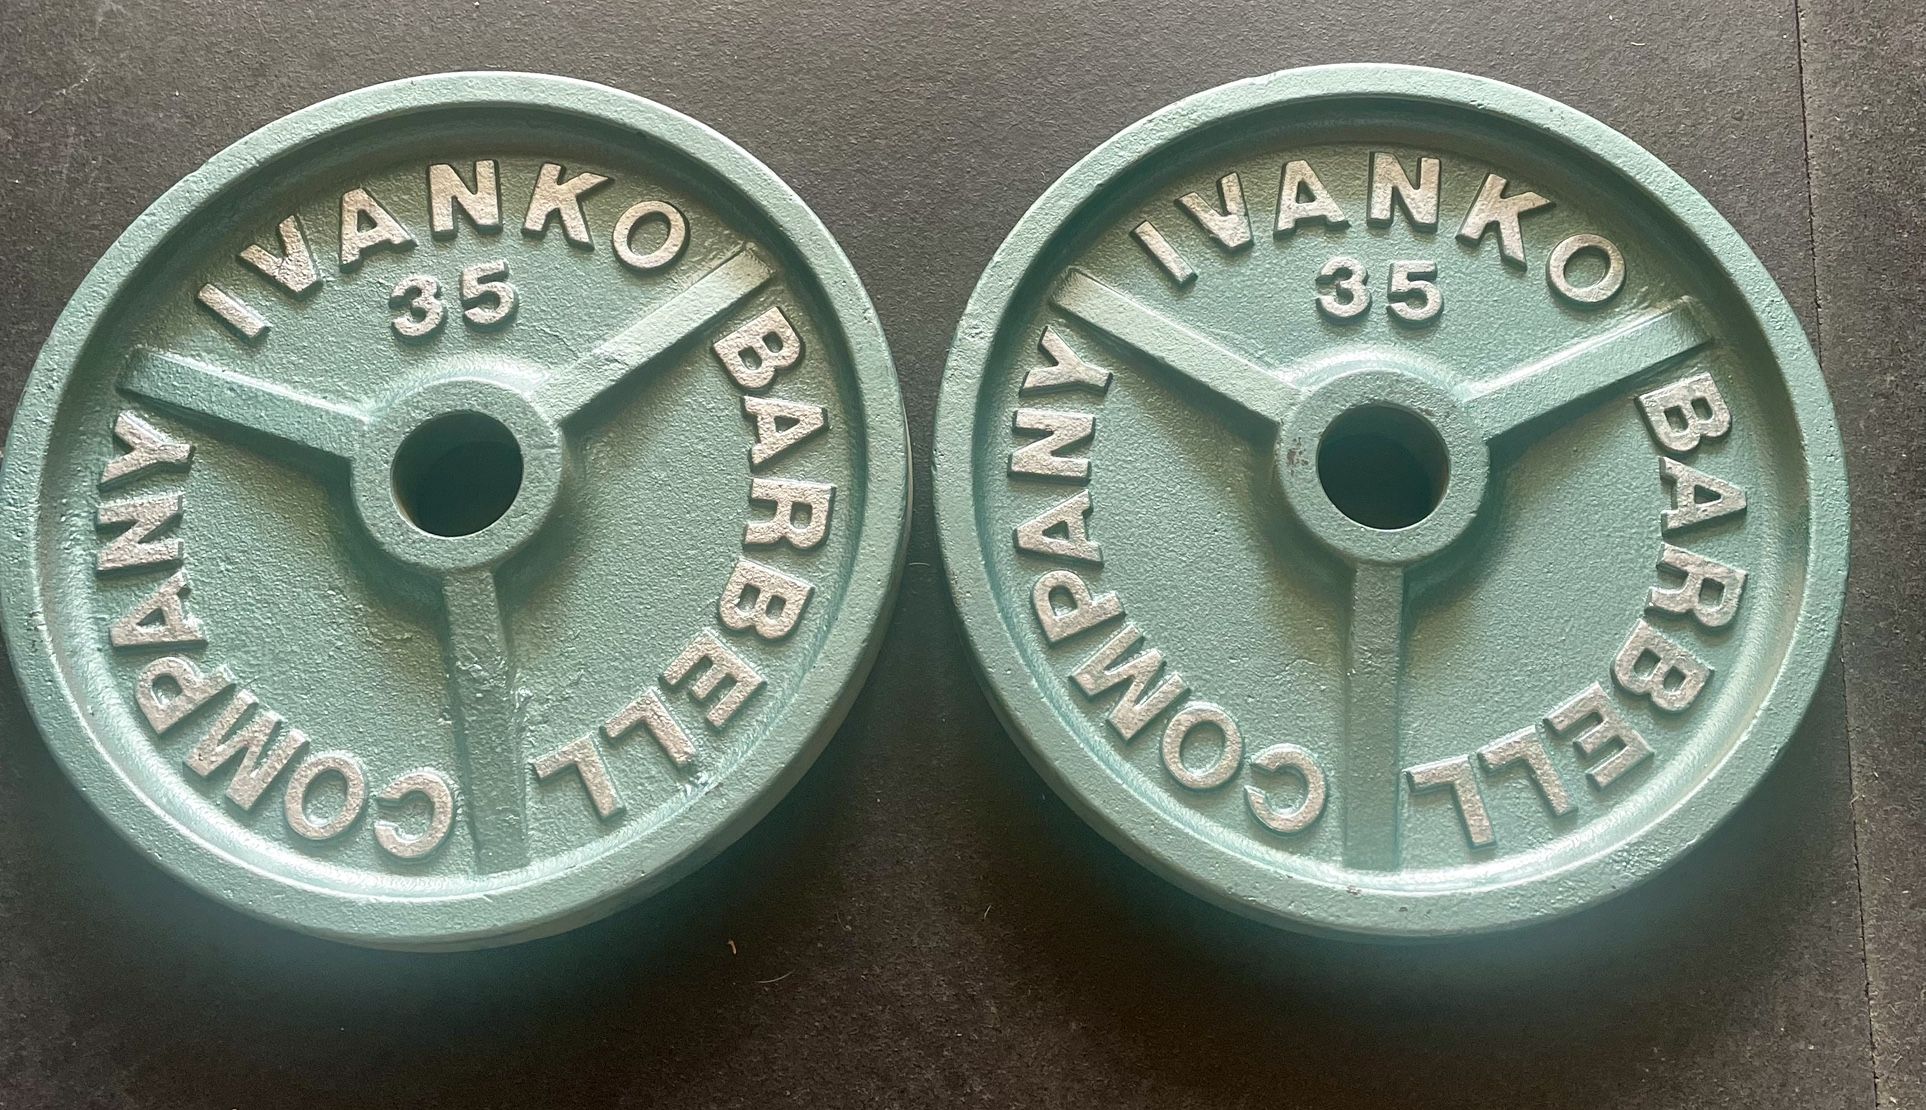 IVANKO
35
BARBELL
COMPANY
IVANKO
35
BARBELL
COMPANY